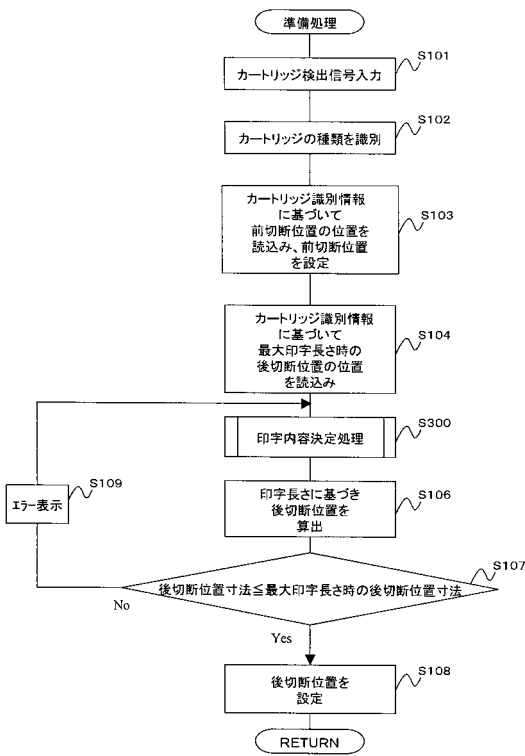 準備処理
S101
カートリッジ検出信号入力
S102
カートリッジの種類を識別
S103
カートリッジ識別情報
に基づいて
前切断位置の位置を
読込み、前切断位置
を設定
S104
カートリッジ識別情報
に基づいて
最大印字長さ時の
後切断位置の位置
を読込み
S300
印字内容決定処理
S109
エラー表示
S106
印字長さに基づき
後切断位置を
算出
S107
後切断位置寸法≦最大印字長さ時の後切断位置寸法
No
Yes
S108
後切断位置を
設定
RETURN